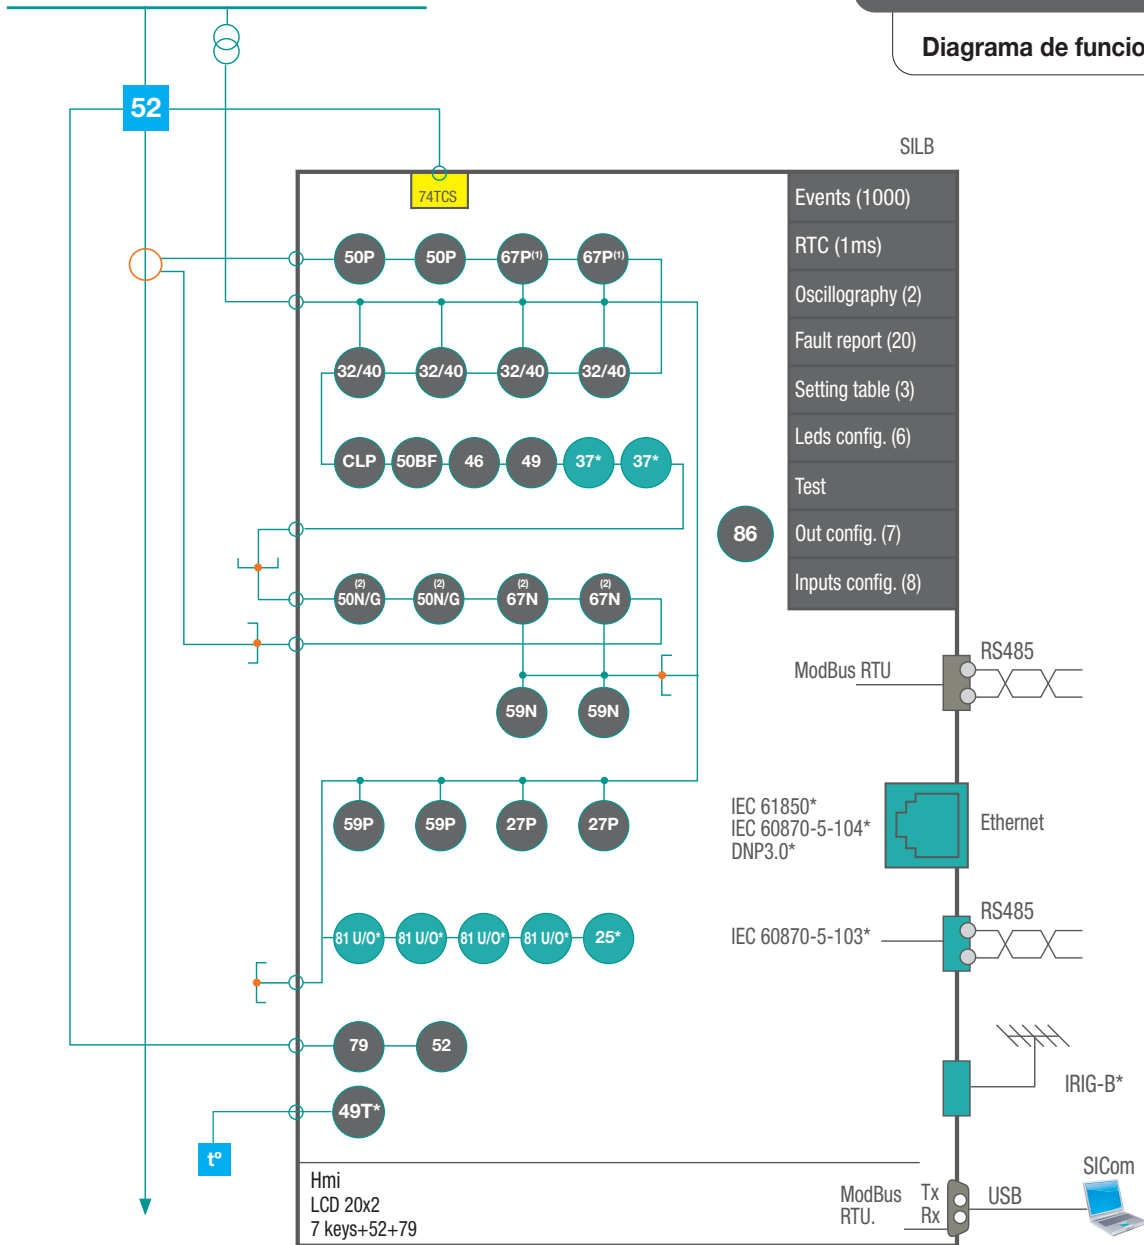 Diagrama de funcio
52
SILB
74TCS
Events (1000)
RTC (1ms)
Oscillography (2)
Fault report (20)
Setting table (3)
Leds config. (6)
Test
Out config. (7)
Inputs config. (8)
50P 50P 67P(1) 67P(1)
32/40 32/40 32/40 32/40
CLP 50BF 46 49 37* 37*
86
(2) (2) (2) (2)
50N/G 50N/G 67N 67N
59N 59N
ModBus RTU
RS485
59P 59P 27P 27P
IEC 61850*
IEC 60870-5-104*
DNP3.0*
Ethernet
81 U/O* 81 U/O* 81 U/O* 81 U/O* 25*
IEC 60870-5-103*
RS485
79 52
IRIG-B*
49T*
tº
Hmi
LCD 20x2
7 keys+52+79
ModBus
RTU.
Tx
Rx
USB
SICom